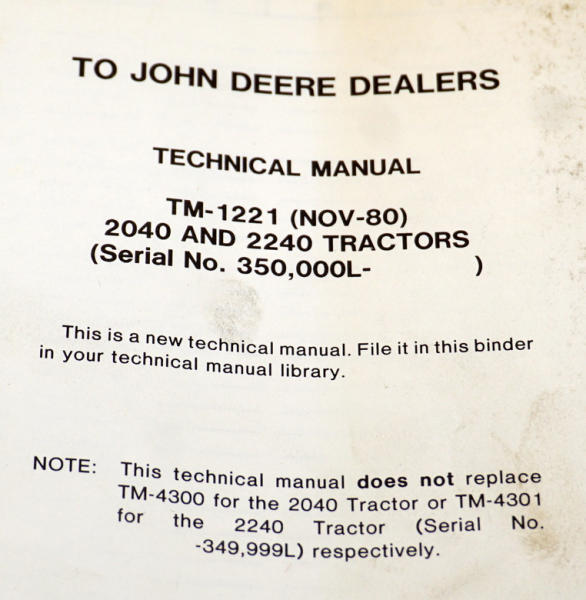 TO JOHN DEERE DEALERS
TECHNICAL MANUAL
TM-1221 (NOV-80)
2040 AND 2240 TRACTORS
(Serial No. 350,000L- )
This is a new technical manual. File it in this binder
in your technical manual library.
NOTE: This technical manual does not replace
TM-4300 for the 2040 Tractor or TM-4301
for the 2240 Tractor (Serial No.
-349,999L) respectively.